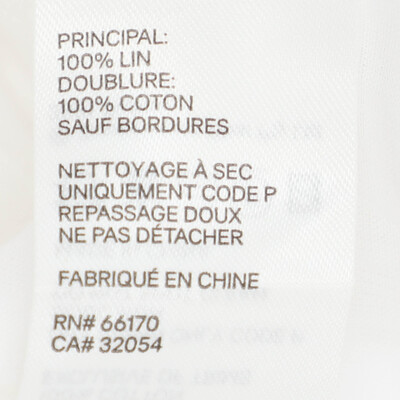 PRINCIPAL:
100% LIN
DOUBLURE:
100% COTON
SAUF BORDURES
NETTOYAGE À SEC
UNIQUEMENT CODE P
REPASSAGE DOUX
NE PAS DÉTACHER
FABRIQUÉ EN CHINE
RN# 66170
CA# 32054